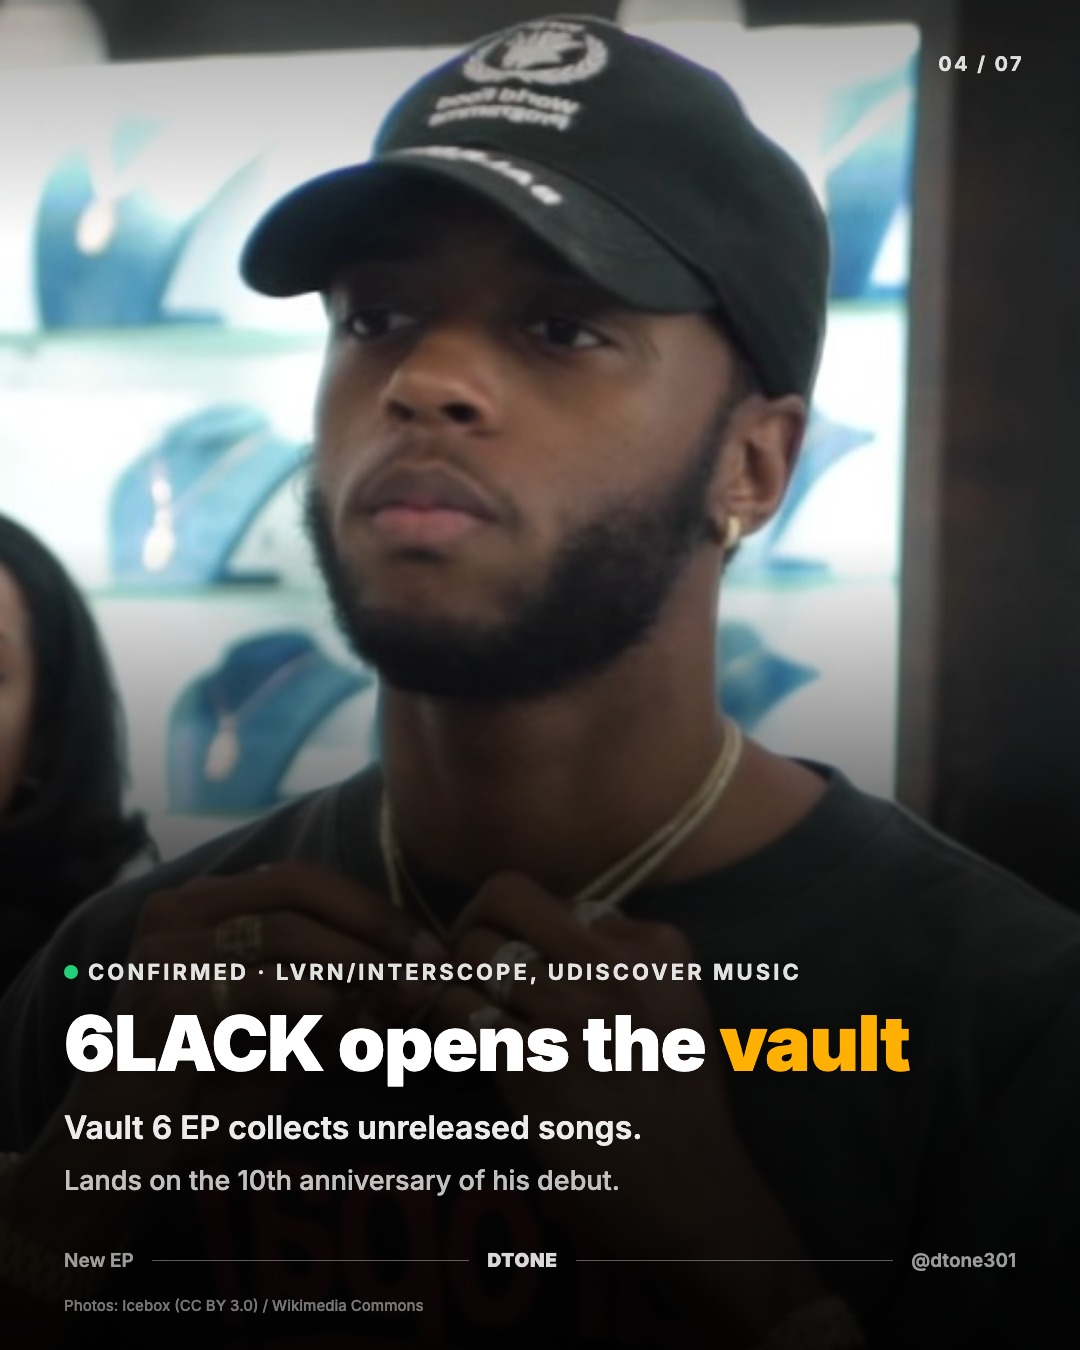 04 / 07
CONFIRMED · LVRN/INTERSCOPE, UDISCOVER MUSIC
6LACK opens the vault
Vault 6 EP collects unreleased songs.
Lands on the 10th anniversary of his debut.
New EP DTONE @dtone301
Photos: Icebox (CC BY 3.0) / Wikimedia Commons